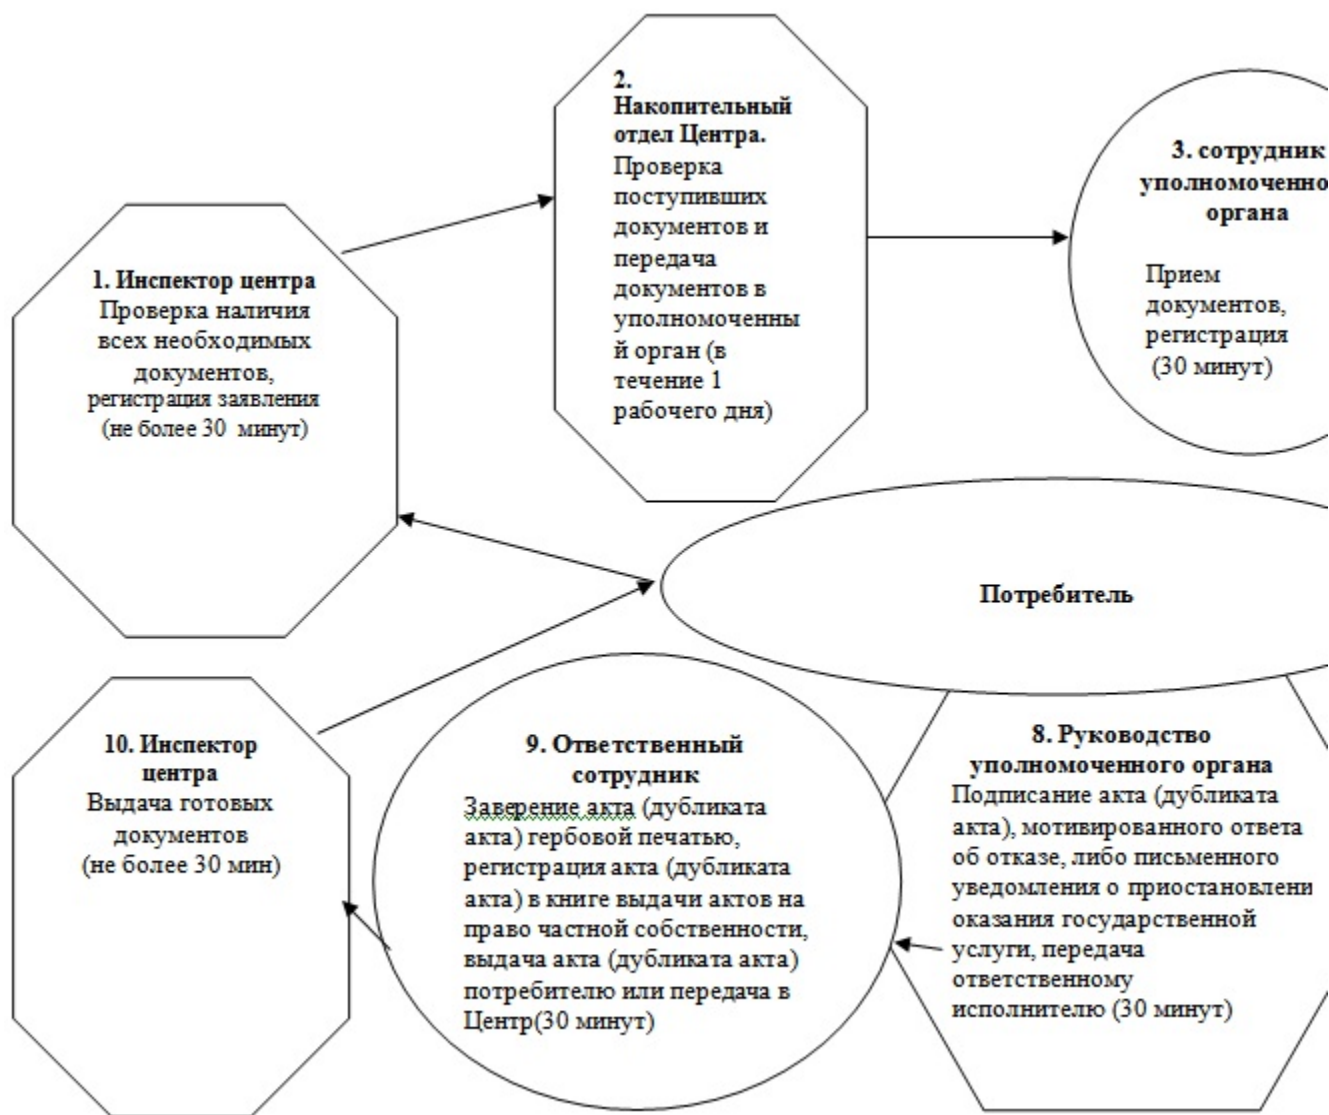 1. Инспектор центра
Проверка наличия
всех необходимых
документов,
регистрация заявления
(не более 30 минут)
2.
Накопительный
отдел Центра.
Проверка
поступивших
документов и
передача
документов в
уполномоченны
й орган (в
течение 1
рабочего дня)
3. сотрудник
уполномоченно
органа
Прием
документов,
регистрация
(30 минут)
Потребитель
10. Инспектор
центра
Выдача готовых
документов
(не более 30 мин)
9. Ответственный
сотрудник
Заверение акта (дубликата
акта) гербовой печатью,
регистрация акта (дубликата
акта) в книге выдачи актов на
право частной собственности,
выдача акта (дубликата акта)
потребителю или передача в
Центр(30 минут)
8. Руководство
уполномоченного органа
Подписание акта (дубликата
акта), мотивированного ответа
об отказе, либо письменного
уведомления о приостановлени
оказания государственной
услуги, передача
ответственному
исполнителю (30 минут)